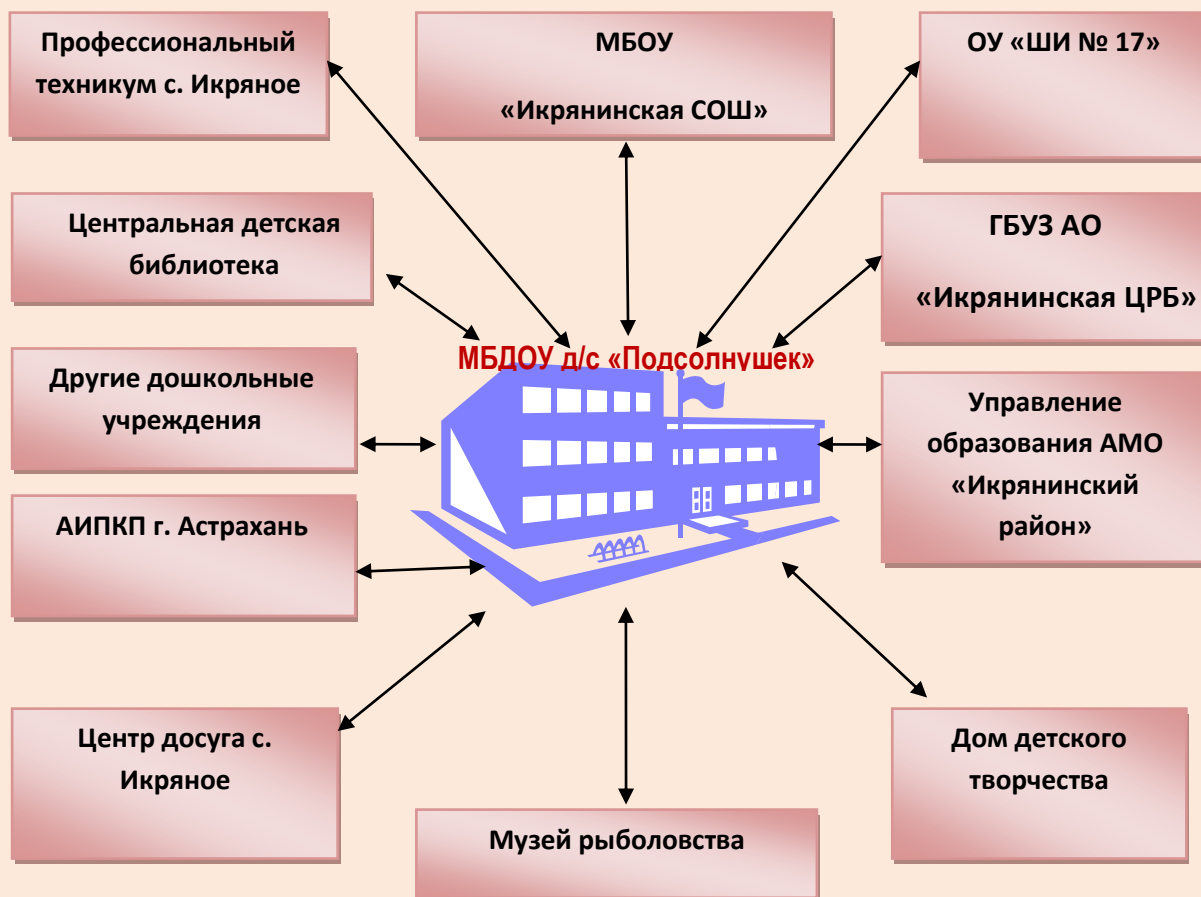 Профессиональный
техникум с. Икряное
МБОУ
«Икрянинская СОШ»
ОУ «ШИ № 17»
Центральная детская
библиотека
ГБУЗ АО
«Икрянинская ЦРБ»
МБДОУ д/с «Подсолнушек»
Другие дошкольные
учреждения
Управление
образования АМО
«Икрянинский
район»
АИПКП г. Астрахань
Центр досуга с.
Икряное
Дом детского
творчества
Музей рыболовства